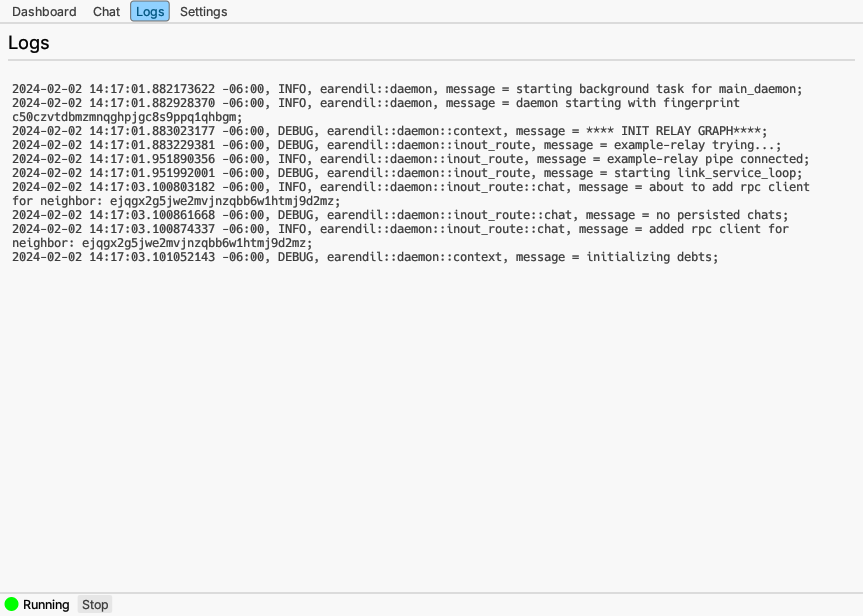 Dashboard Chat Logs Settings
Logs
2024-02-02 14:17:01.882173622 -06:00, INFO, earendil::daemon, message = starting background task for main_daemon;
2024-02-02 14:17:01.882928370 -06:00, INFO, earendil::daemon, message = daemon starting with fingerprint
c50czvtdbmzmnqghpjgc8s9ppq1qhbgm;
2024-02-02 14:17:01.883023177 -06:00, DEBUG, earendil::daemon::context, message = **** INIT RELAY GRAPH****;
2024-02-02 14:17:01.883229381 -06:00, DEBUG, earendil::daemon::inout_route, message = example-relay trying...;
2024-02-02 14:17:01.951890356 -06:00, INFO, earendil::daemon::inout_route, message = example-relay pipe connected;
2024-02-02 14:17:01.951992001 -06:00, DEBUG, earendil::daemon::inout_route, message = starting link_service_loop;
2024-02-02 14:17:03.100803182 -06:00, INFO, earendil::daemon::inout_route::chat, message = about to add rpc client
for neighbor: ejqgx2g5jwe2mvjnzqbb6w1htmj9d2mz;
2024-02-02 14:17:03.100861668 -06:00, DEBUG, earendil::daemon::inout_route::chat, message = no persisted chats;
2024-02-02 14:17:03.100874337 -06:00, INFO, earendil::daemon::inout_route::chat, message = added rpc client for
neighbor: ejqgx2g5jwe2mvjnzqbb6w1htmj9d2mz;
2024-02-02 14:17:03.101052143 -06:00, DEBUG, earendil::daemon::context, message = initializing debts;
Running Stop